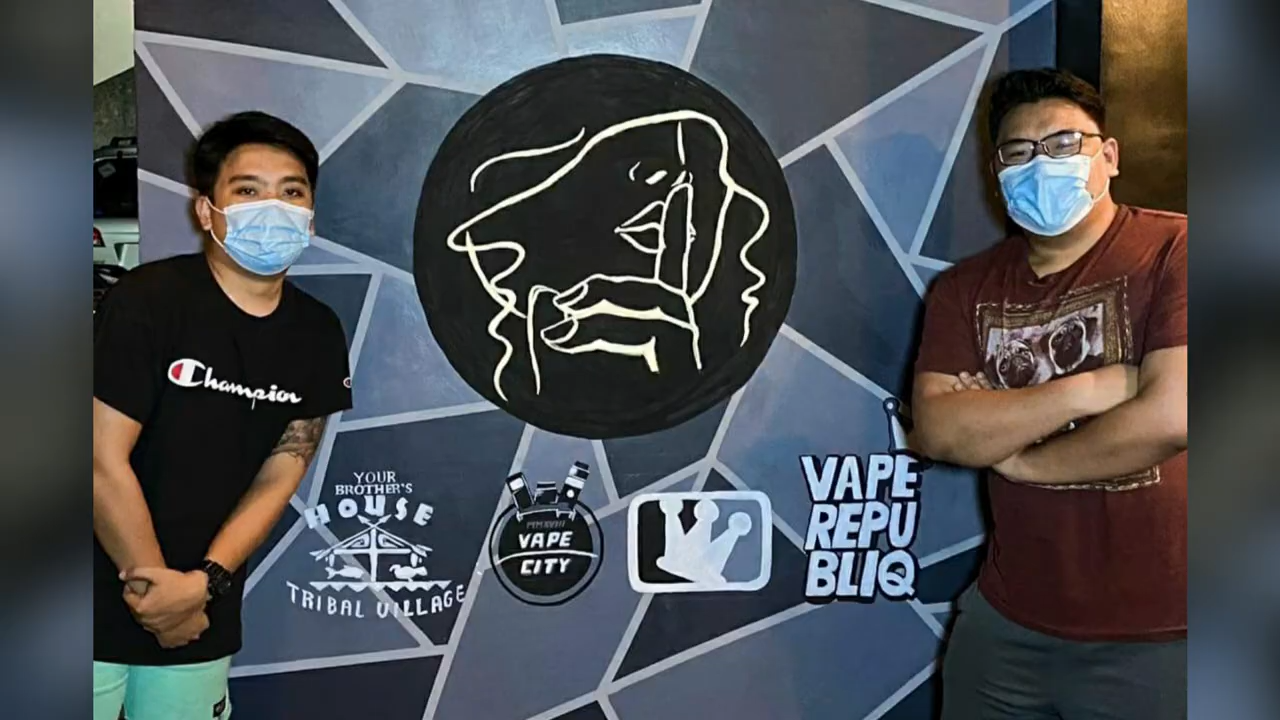 Champion
YOUR
BROTHER'S
HOUSE
TRIBAL VILLAGE
VAPE
CITY
VAPE
REPU
BLIQ